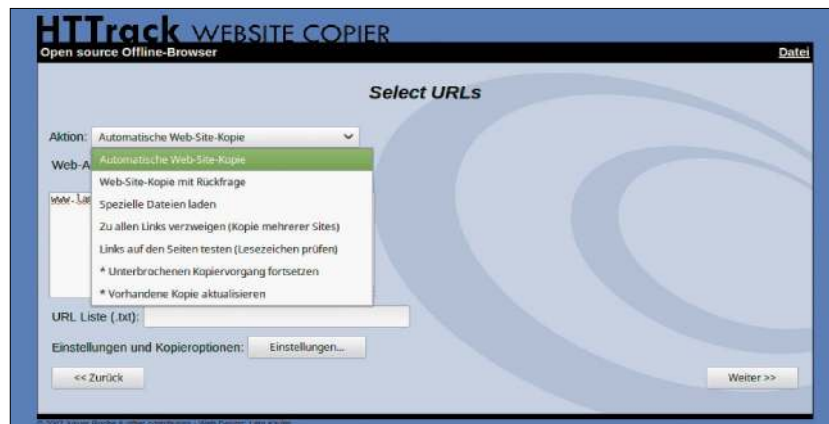 HTTrack WEBSITE COPIER
Open source Offline-Browser
Datei
Select URLs
Aktion: Automatische Web-Site-Kopie
Web-A
Automatische Web-Site-Kopie
Web-Site-Kopie mit Rückfrage
www.la
Spezielle Dateien laden
Zu allen Links verzweigen (Kopie mehrerer Sites)
Links auf den Seiten testen (Lesezeichen prüfen)
* Unterbrochenen Kopiervorgang fortsetzen
* Vorhandene Kopie aktualisieren
URL Liste (.txt):
Einstellungen und Kopieroptionen: Einstellungen...
<< Zurück
Weiter >>